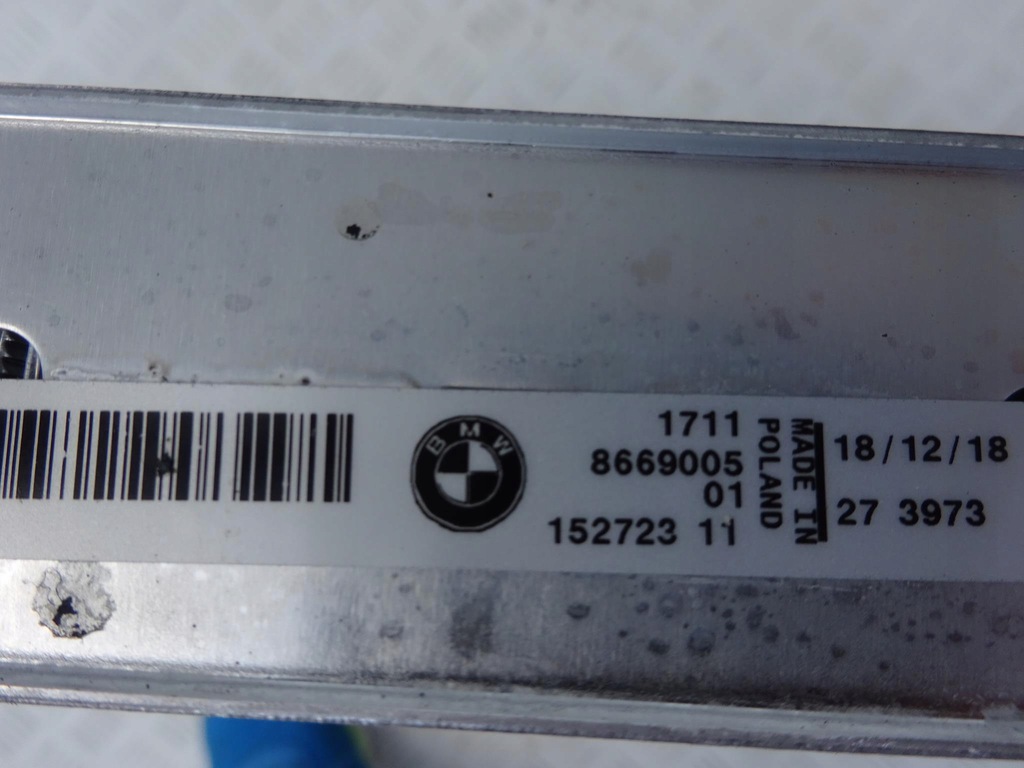 BMW
1711
8669005
01
152723 11
MADE IN
POLAND
18/12/18
27 3973